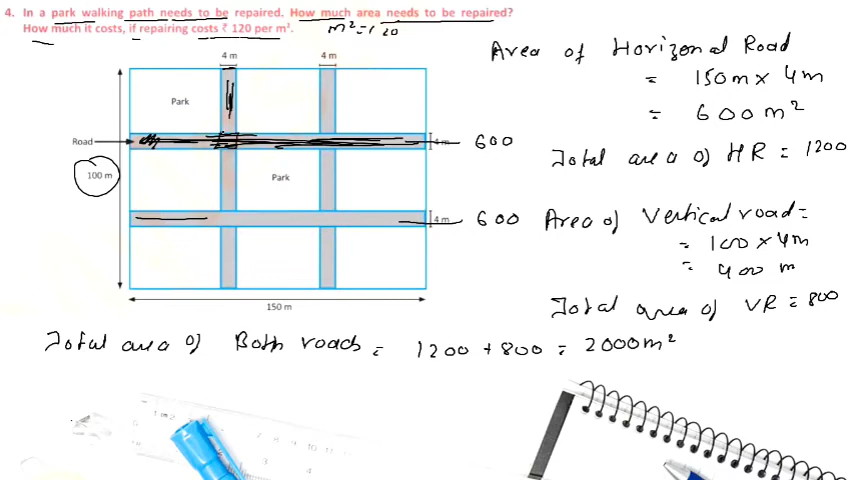 4. In a park walking path needs to be repaired. How much area needs to be repaired?
How much it costs, if repairing costs ₹ 120 per m².
m² = 120
4 m
4 m
Park
Road
4 m
600
100 m
Park
4 m
600
150 m
Area of Horizonal Road
= 150m x 4m
= 600m²
Total area of HR = 1200
Area of Vertical road =
= 100 x 4m
= 400 m
Total area of VR = 800
Total area of Both roads = 1200 + 800 = 2000m²